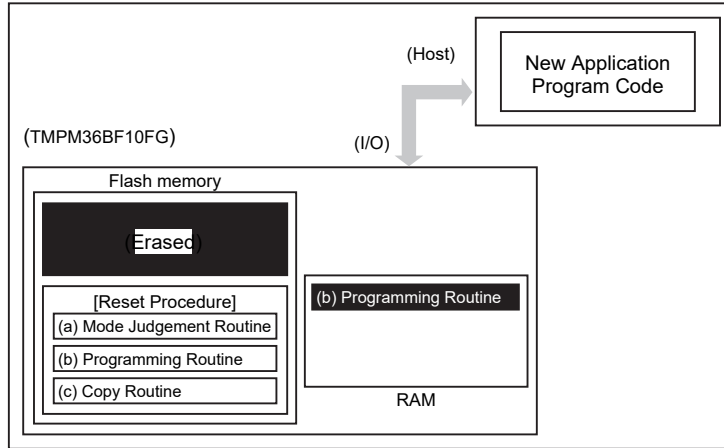 (Host)
New Application
Program Code
(TMPM36BF10FG)
(I/O)
Flash memory
(Erased)
[Reset Procedure]
(a) Mode Judgement Routine
(b) Programming Routine
(c) Copy Routine
(b) Programming Routine
RAM